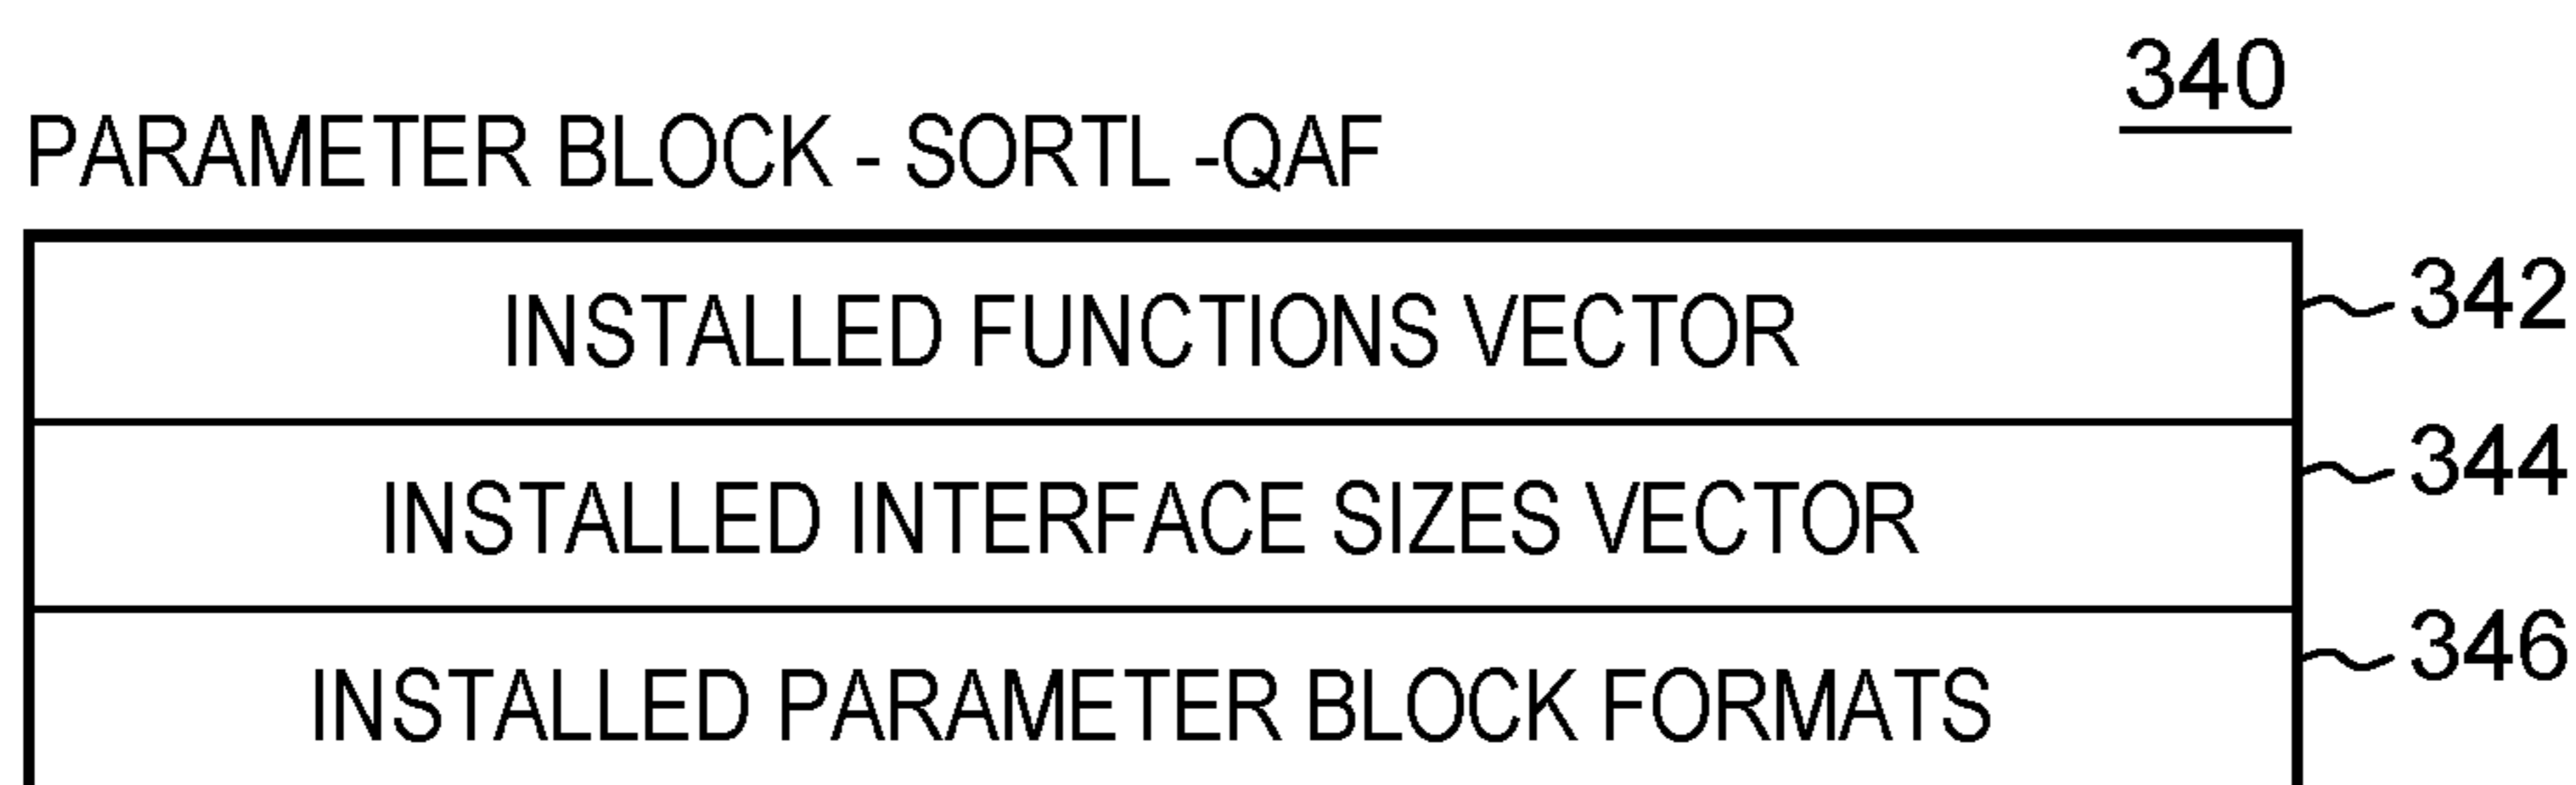 340
PARAMETER BLOCK - SORTL -QAF
INSTALLED FUNCTIONS VECTOR 342
INSTALLED INTERFACE SIZES VECTOR 344
INSTALLED PARAMETER BLOCK FORMATS 346